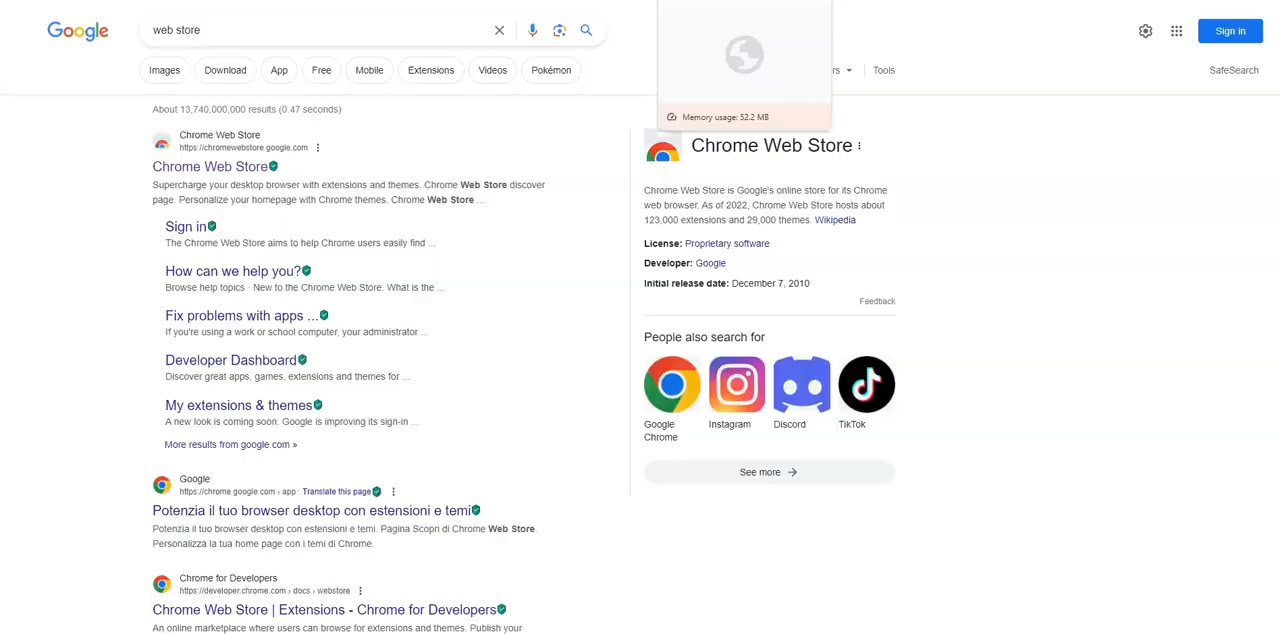 Google
web store
Sign in
Images
Download
App
Free
Mobile
Extensions
Videos
Pokémon
Tools
SafeSearch
Memory usage: 52.2 MB
About 13,740,000,000 results (0.47 seconds)
Chrome Web Store
https://chromewebstore.google.com
Chrome Web Store
Supercharge your desktop browser with extensions and themes. Chrome Web Store discover
page. Personalize your homepage with Chrome themes. Chrome Web Store ...
Sign in
The Chrome Web Store aims to help Chrome users easily find ...
How can we help you?
Browse help topics · New to the Chrome Web Store. What is the ...
Fix problems with apps ...
If you're using a work or school computer, your administrator ...
Developer Dashboard
Discover great apps, games, extensions and themes for ...
My extensions & themes
A new look is coming soon. Google is improving its sign-in ...
More results from google.com »
Google
https://chrome.google.com › app · Translate this page
Potenzia il tuo browser desktop con estensioni e temi
Potenzia il tuo browser desktop con estensioni e temi. Pagina Scopri di Chrome Web Store.
Personalizza la tua home page con i temi di Chrome.
Chrome for Developers
https://developer.chrome.com › docs › webstore
Chrome Web Store | Extensions - Chrome for Developers
An online marketplace where users can browse for extensions and themes. Publish your
Chrome Web Store
Chrome Web Store is Google's online store for its Chrome
web browser. As of 2022, Chrome Web Store hosts about
123,000 extensions and 29,000 themes. Wikipedia
License: Proprietary software
Developer: Google
Initial release date: December 7, 2010
Feedback
People also search for
Google
Chrome
Instagram
Discord
TikTok
See more